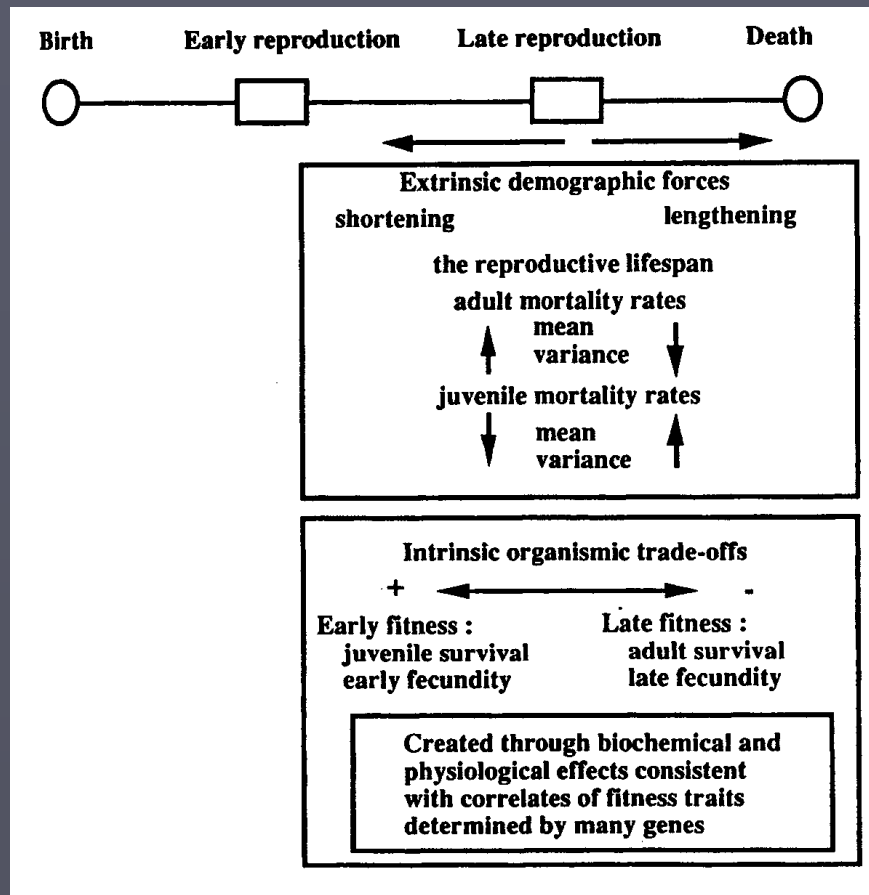 Birth Early reproduction Late reproduction Death
Extrinsic demographic forces
shortening lengthening
the reproductive lifespan
adult mortality rates
mean
variance
juvenile mortality rates
mean
variance
Intrinsic organismic trade-offs
+ -
Early fitness : Late fitness :
juvenile survival adult survival
early fecundity late fecundity
Created through biochemical and
physiological effects consistent
with correlates of fitness traits
determined by many genes